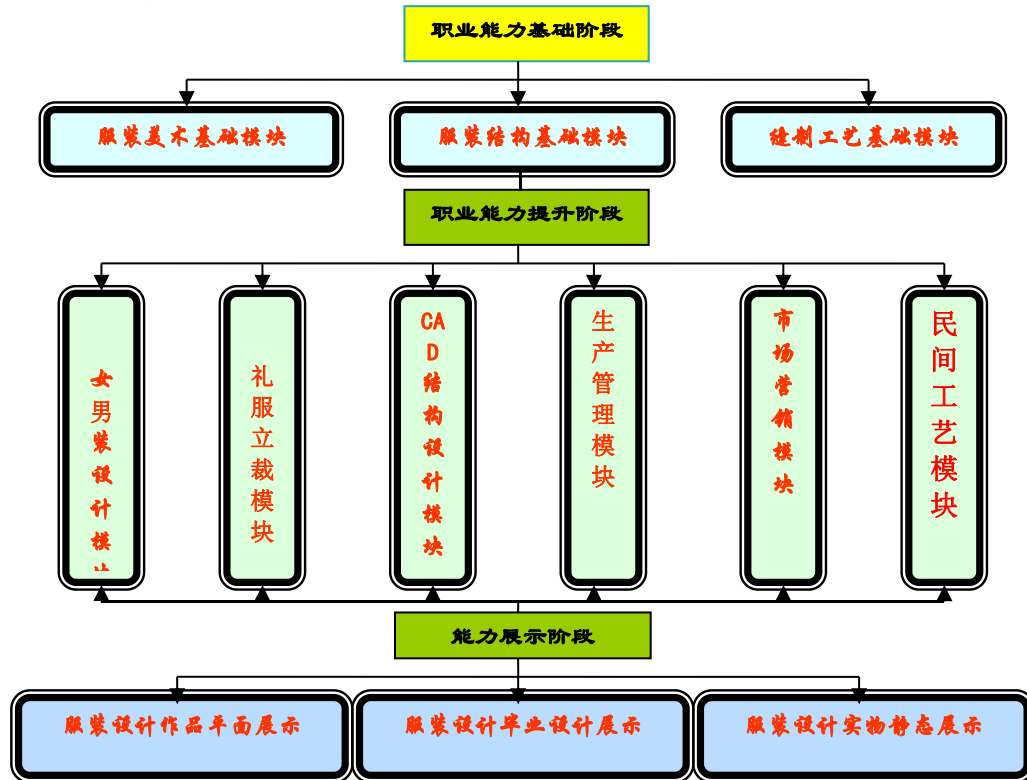 职业能力基础阶段
服装美术基础模块
服装结构基础模块
缝制工艺基础模块
职业能力提升阶段
女男装设计模块
礼服立裁模块
CAD结构设计模块
生产管理模块
市场营销模块
民间工艺模块
能力展示阶段
服装设计作品平面展示
服装设计毕业设计展示
服装设计实物静态展示